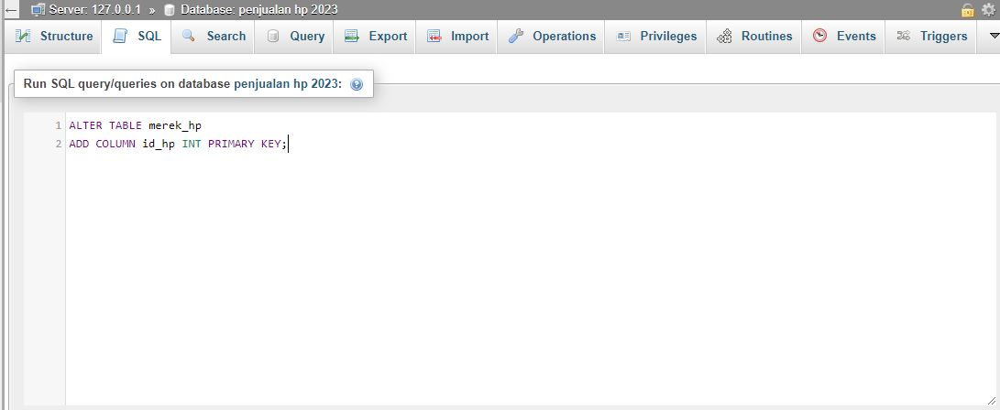 Server: 127.0.0.1 » Database: penjualan hp 2023
Structure SQL Search Query Export Import Operations Privileges Routines Events Triggers
Run SQL query/queries on database penjualan hp 2023:
1 ALTER TABLE merek_hp
2 ADD COLUMN id_hp INT PRIMARY KEY;